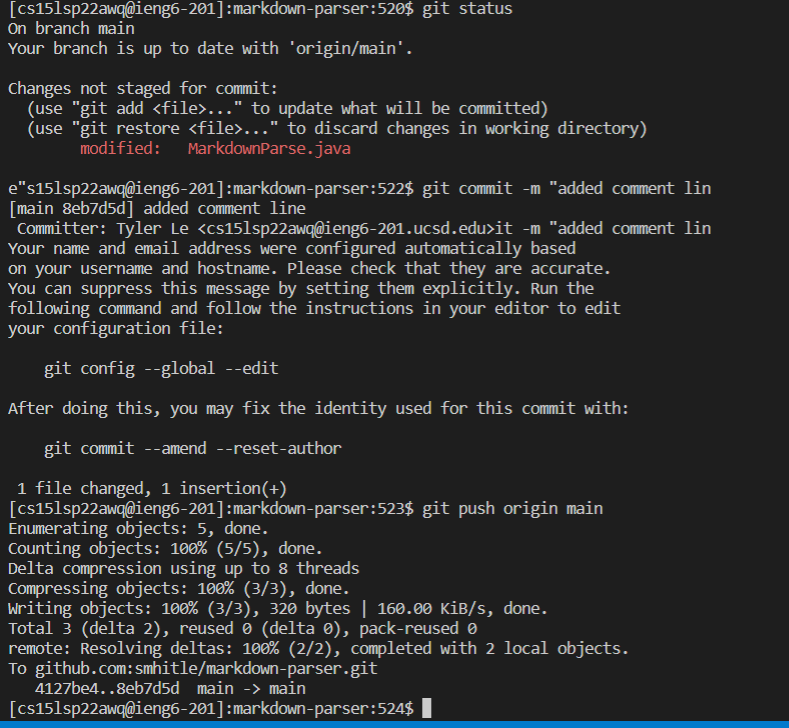 [cs15lsp22awq@ieng6-201]:markdown-parser:520$ git status
On branch main
Your branch is up to date with 'origin/main'.
Changes not staged for commit:
(use "git add <file>..." to update what will be committed)
(use "git restore <file>..." to discard changes in working directory)
modified:   MarkdownParse.java
e"s15lsp22awq@ieng6-201]:markdown-parser:522$ git commit -m "added comment lin
[main 8eb7d5d] added comment line
Committer: Tyler Le <cs15lsp22awq@ieng6-201.ucsd.edu>it -m "added comment lin
Your name and email address were configured automatically based
on your username and hostname. Please check that they are accurate.
You can suppress this message by setting them explicitly. Run the
following command and follow the instructions in your editor to edit
your configuration file:
git config --global --edit
After doing this, you may fix the identity used for this commit with:
git commit --amend --reset-author
1 file changed, 1 insertion(+)
[cs15lsp22awq@ieng6-201]:markdown-parser:523$ git push origin main
Enumerating objects: 5, done.
Counting objects: 100% (5/5), done.
Delta compression using up to 8 threads
Compressing objects: 100% (3/3), done.
Writing objects: 100% (3/3), 320 bytes | 160.00 KiB/s, done.
Total 3 (delta 2), reused 0 (delta 0), pack-reused 0
remote: Resolving deltas: 100% (2/2), completed with 2 local objects.
To github.com:smhitle/markdown-parser.git
4127be4..8eb7d5d  main -> main
[cs15lsp22awq@ieng6-201]:markdown-parser:524$